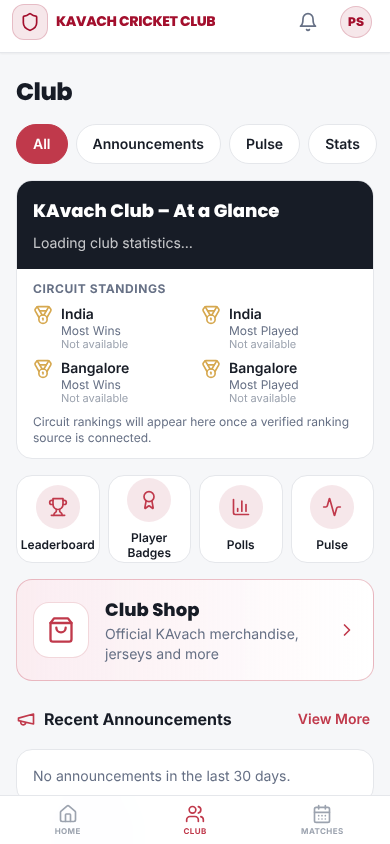 KAVACH CRICKET CLUB
PS
Club
All
Announcements
Pulse
Stats
KAvach Club – At a Glance
Loading club statistics...
CIRCUIT STANDINGS
India
Most Wins
Not available
India
Most Played
Not available
Bangalore
Most Wins
Not available
Bangalore
Most Played
Not available
Circuit rankings will appear here once a verified ranking
source is connected.
Leaderboard
Player
Badges
Polls
Pulse
Club Shop
Official KAvach merchandise,
jerseys and more
Recent Announcements
View More
No announcements in the last 30 days.
HOME
CLUB
MATCHES